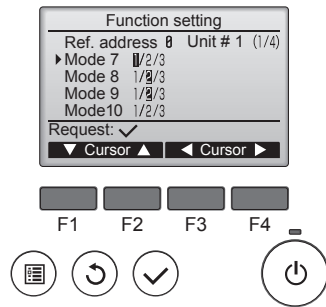 Function setting
Ref. address 0 Unit # 1 (1/4)
Mode 7 1/2/3
Mode 8 1/2/3
Mode 9 1/2/3
Mode10 1/2/3
Request: ✓
▼ Cursor ▲ ◀ Cursor ▶
F1 F2 F3 F4